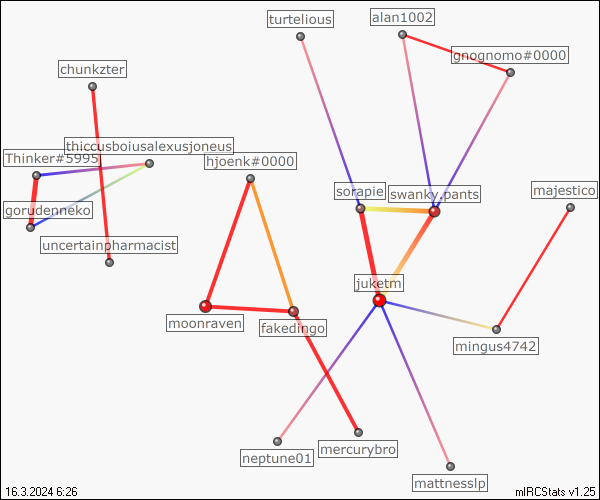 turtelious
alan1002
gnognomo#0000
chunkzter
thiccusboiusalexusjoneus
Thinker#5995
hjoenk#0000
sorapie
swanky.pants
majestico
gorudenneko
uncertainpharmacist
juketm
moonraven
fakedingo
mingus4742
neptune01
mercurybro
mattnesslp
16.3.2024 6:26
mIRCStats v1.25